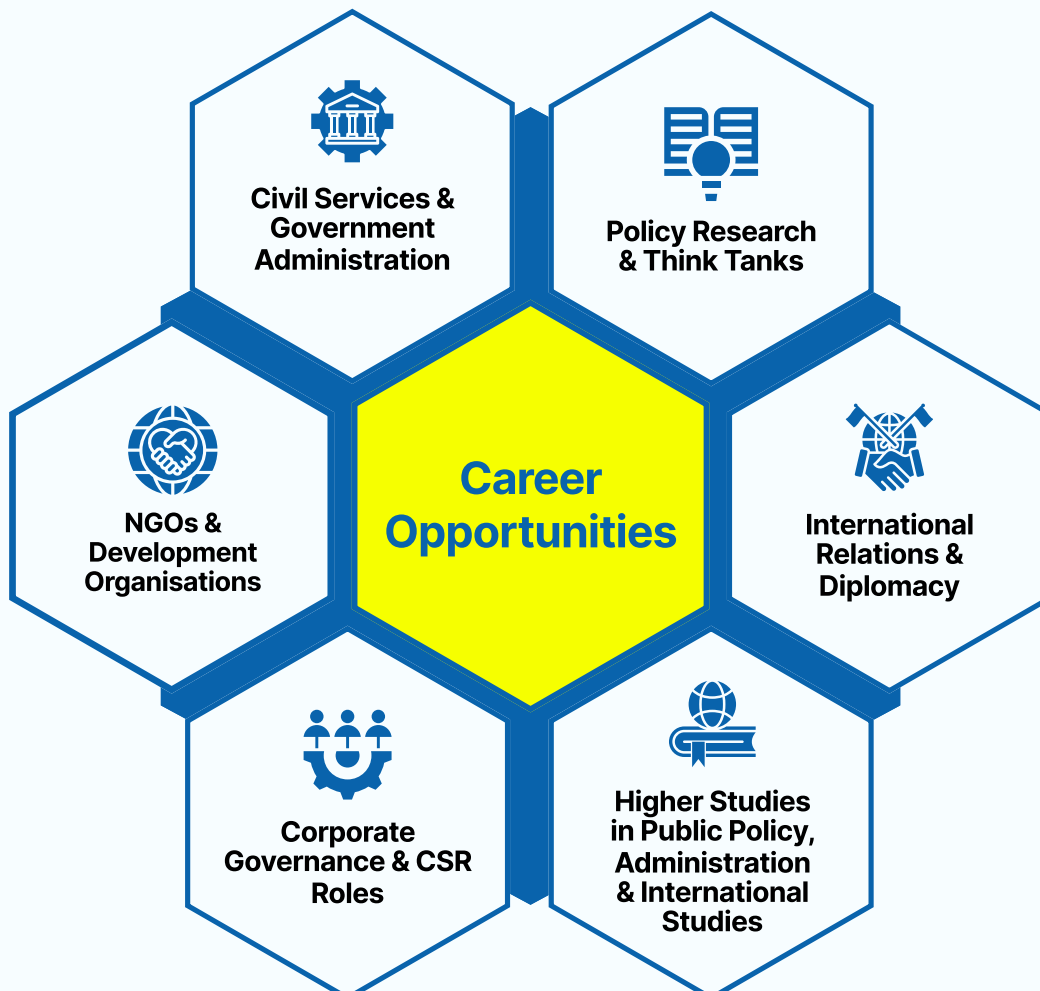 Civil Services &
Government
Administration
Policy Research
& Think Tanks
NGOs &
Development
Organisations
Career
Opportunities
International
Relations &
Diplomacy
Corporate
Governance & CSR
Roles
Higher Studies
in Public Policy,
Administration
& International
Studies